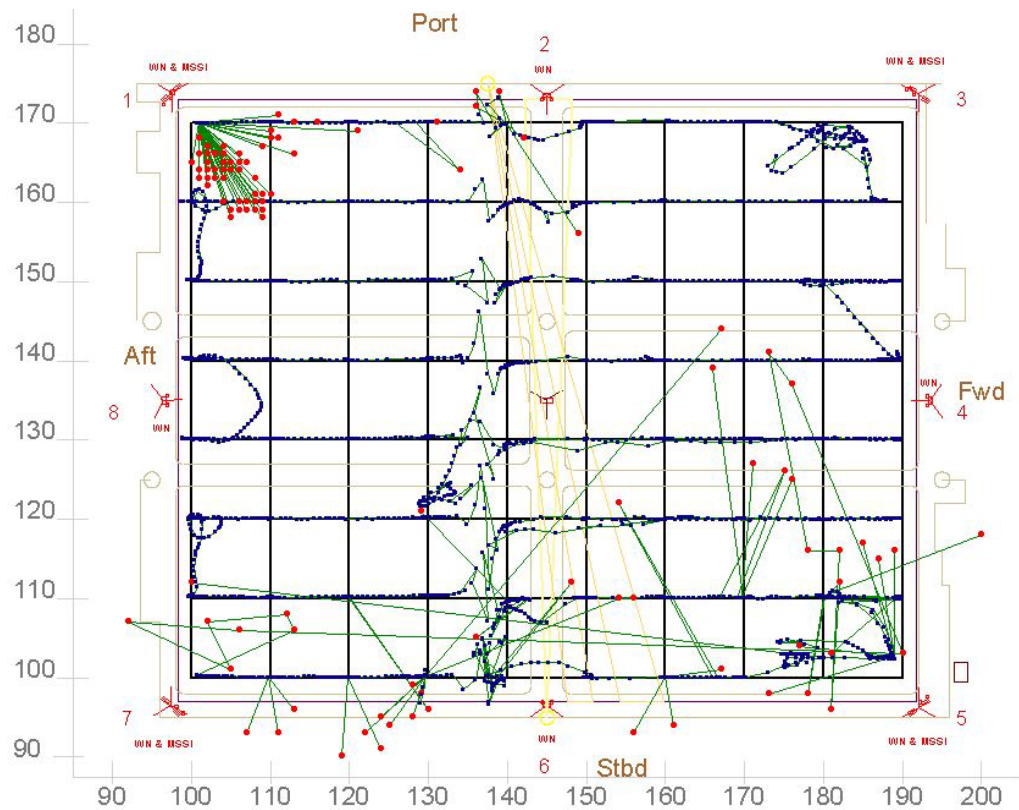 Port
180
2
WN & MSSI
WN
WN & MSSI
1
3
170
160
150
140
Aft
WN
Fwd
8
4
WN
130
120
110
100
7
5
WN & MSSI
WN
WN & MSSI
90
6
Stbd
90 100 110 120 130 140 150 160 170 180 190 200